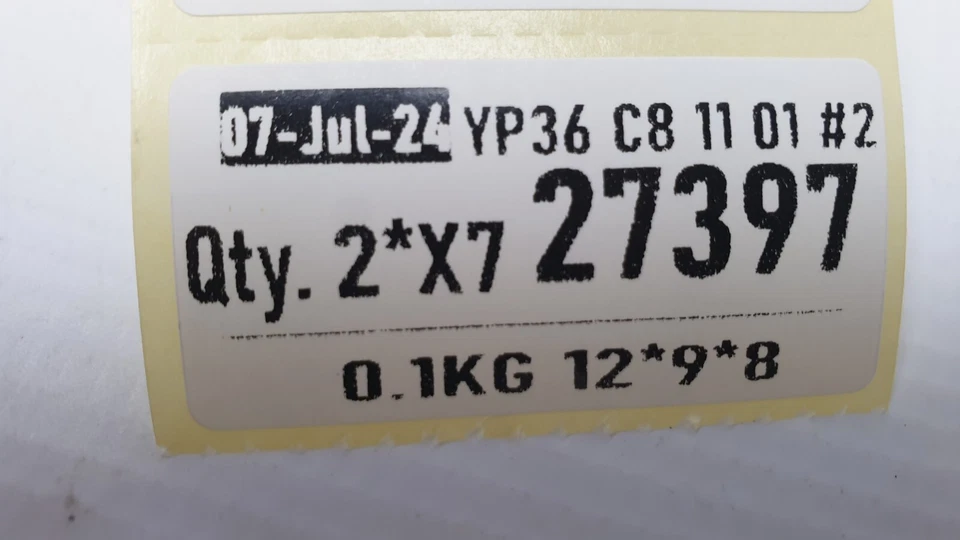 07-Jul-24 YP36 C8 11 01 #2
Qty. 2*X7 27397
0.1KG 12*9*8